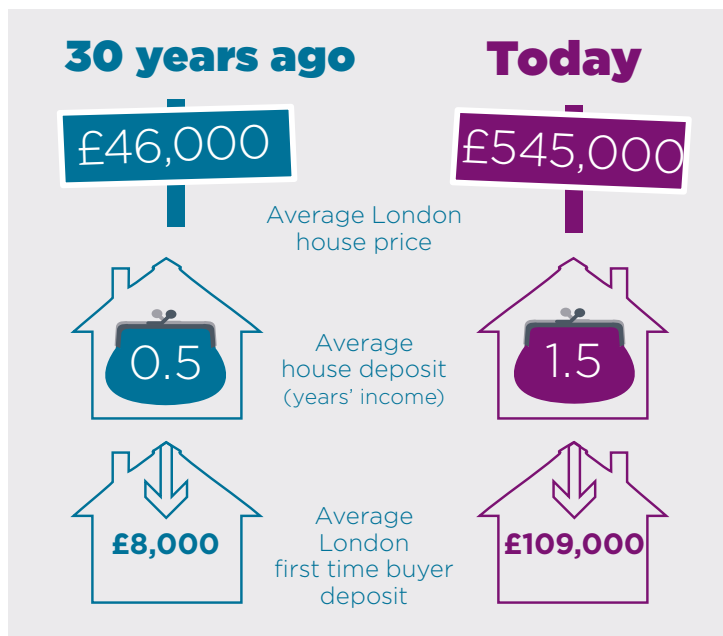 30 years ago
Today
£46,000
£545,000
Average London
house price
0.5
Average
house deposit
(years' income)
1.5
£8,000
Average
London
first time buyer
deposit
£109,000